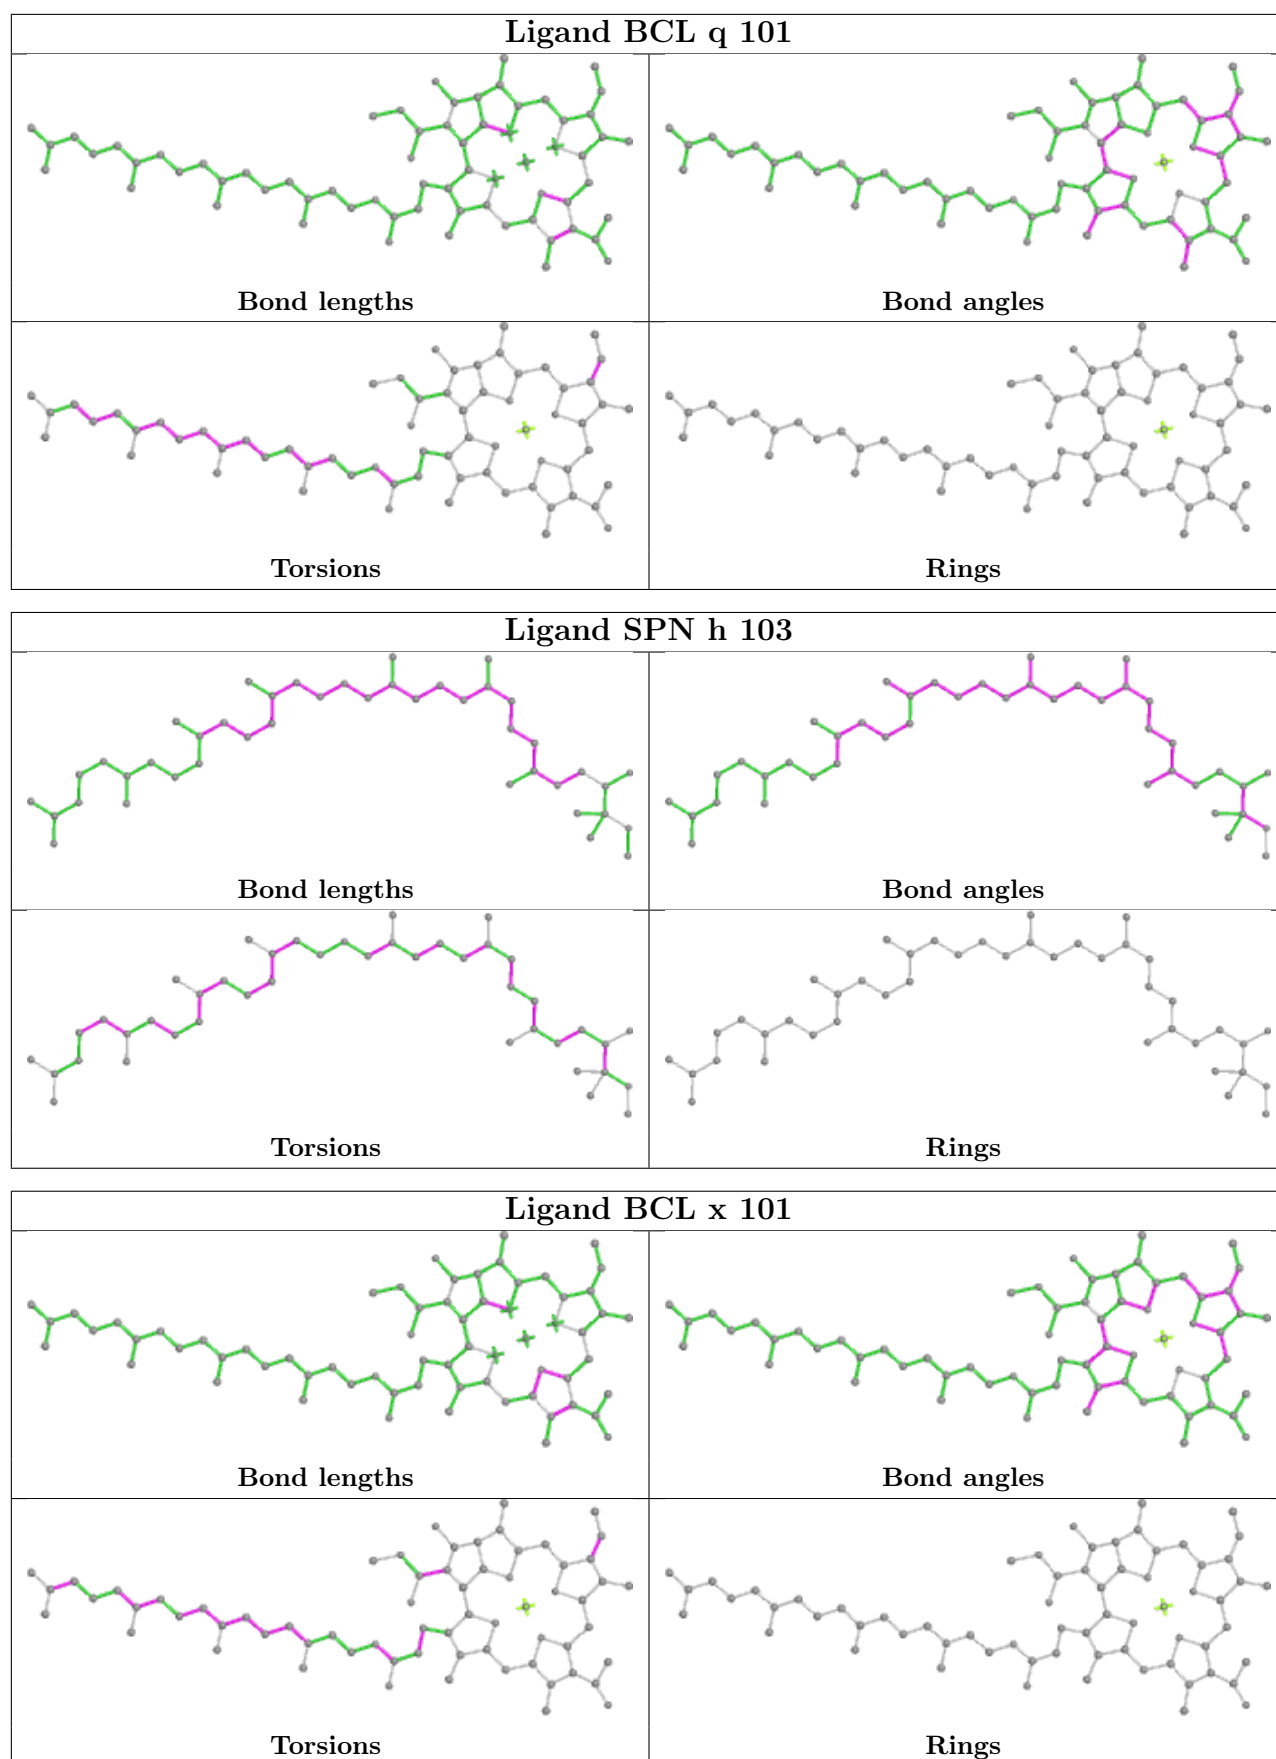 Ligand BCL q 101
Bond lengths
Bond angles
Torsions
Rings
Ligand SPN h 103
Bond lengths
Bond angles
Torsions
Rings
Ligand BCL x 101
Bond lengths
Bond angles
Torsions
Rings